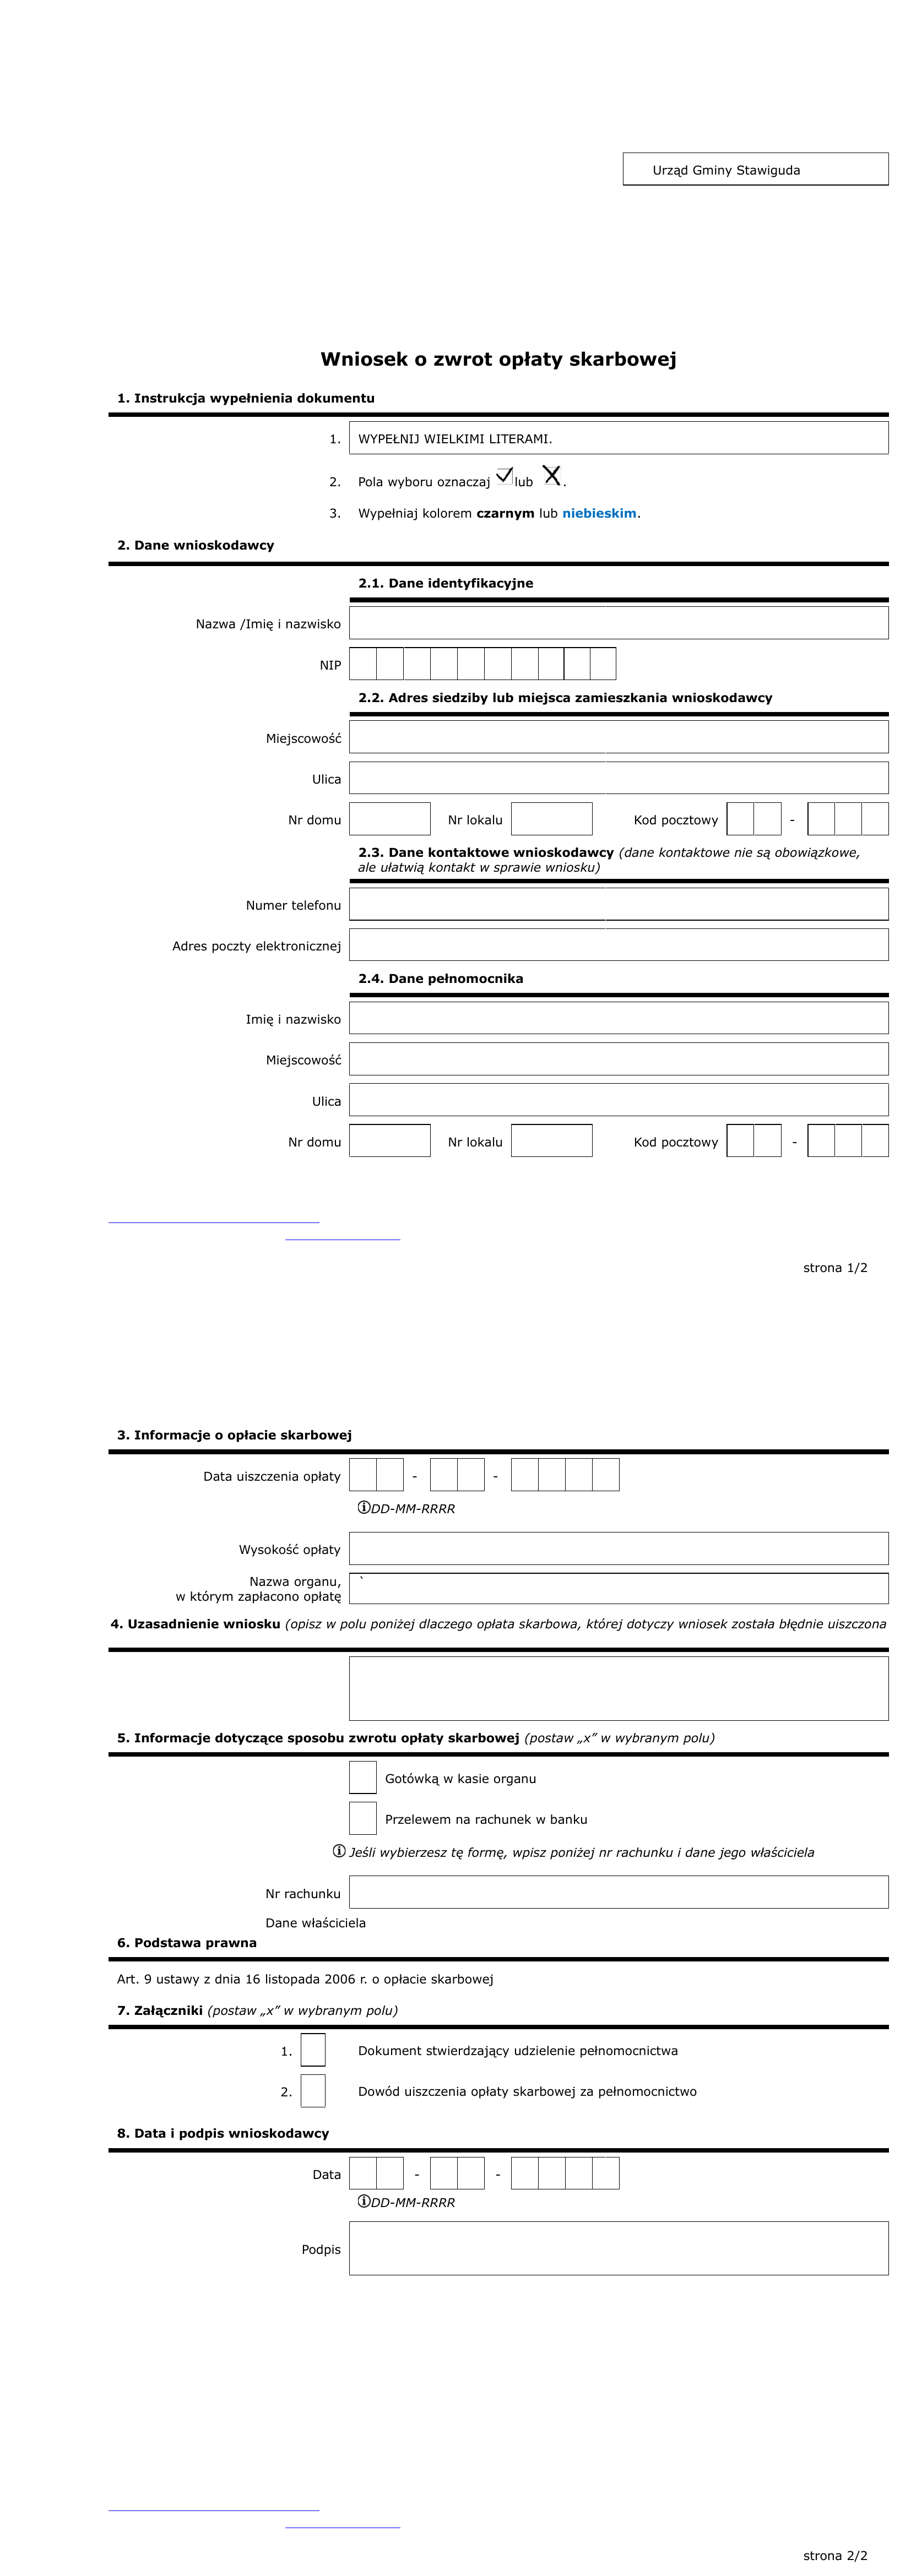 Urząd Gminy Stawiguda
Wniosek o zwrot opłaty skarbowej
1. Instrukcja wypełnienia dokumentu
1. WYPEŁNIJ WIELKIMI LITERAMI.
2. Pola wyboru oznaczaj lub .
3. Wypełniaj kolorem czarnym lub niebieskim.
2. Dane wnioskodawcy
2.1. Dane identyfikacyjne
Nazwa /Imię i nazwisko
NIP
2.2. Adres siedziby lub miejsca zamieszkania wnioskodawcy
Miejscowość
Ulica
Nr domu Nr lokalu Kod pocztowy -
2.3. Dane kontaktowe wnioskodawcy (dane kontaktowe nie są obowiązkowe,
ale ułatwią kontakt w sprawie wniosku)
Numer telefonu
Adres poczty elektronicznej
2.4. Dane pełnomocnika
Imię i nazwisko
Miejscowość
Ulica
Nr domu Nr lokalu Kod pocztowy -
strona 1/2
3. Informacje o opłacie skarbowej
Data uiszczenia opłaty - -
DD-MM-RRRR
Wysokość opłaty
Nazwa organu, `
w którym zapłacono opłatę
4. Uzasadnienie wniosku (opisz w polu poniżej dlaczego opłata skarbowa, której dotyczy wniosek została błędnie uiszczona
5. Informacje dotyczące sposobu zwrotu opłaty skarbowej (postaw „x” w wybranym polu)
Gotówką w kasie organu
Przelewem na rachunek w banku
Jeśli wybierzesz tę formę, wpisz poniżej nr rachunku i dane jego właściciela
Nr rachunku
Dane właściciela
6. Podstawa prawna
Art. 9 ustawy z dnia 16 listopada 2006 r. o opłacie skarbowej
7. Załączniki (postaw „x” w wybranym polu)
1. Dokument stwierdzający udzielenie pełnomocnictwa
2. Dowód uiszczenia opłaty skarbowej za pełnomocnictwo
8. Data i podpis wnioskodawcy
Data - -
DD-MM-RRRR
Podpis
strona 2/2